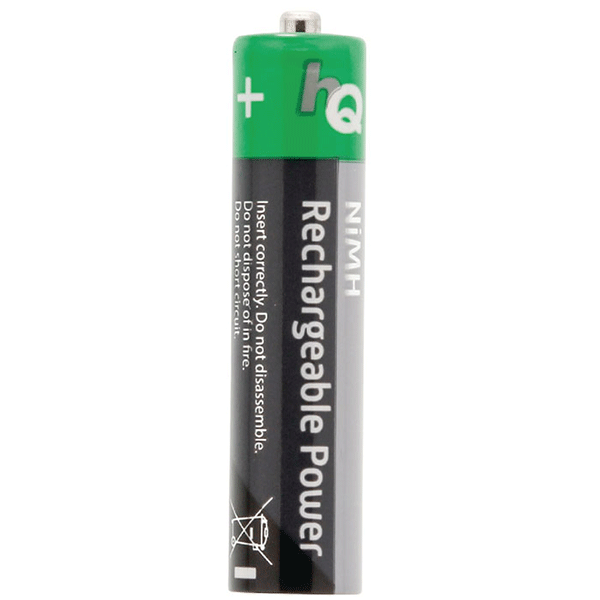 +
hQ
NiMH
Rechargeable Power
Insert correctly. Do not disassemble.
Do not dispose of in fire.
Do not short circuit.